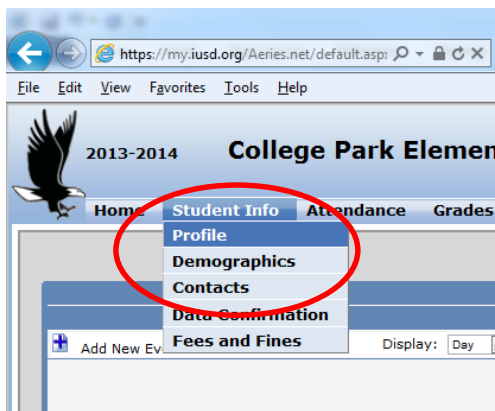 https://my.iusd.org/Aeries.net/default.asp
File Edit View Favorites Tools Help
2013-2014 College Park Elemen
Home Student Info Attendance Grades
Profile
Demographics
Contacts
Data Confirmation
Fees and Fines
Add New Ev Display: Day